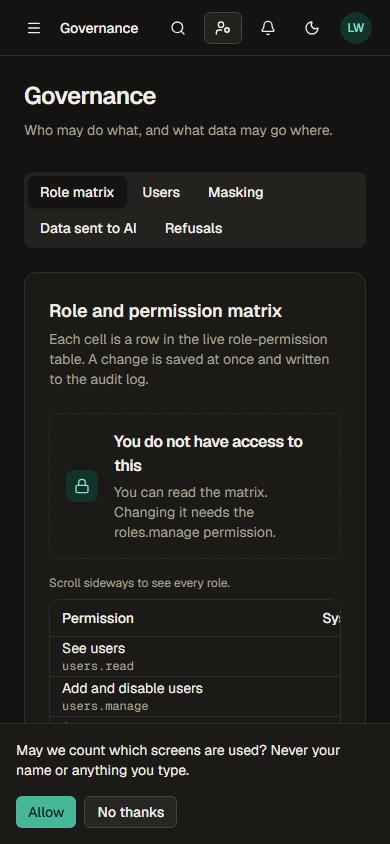 Governance
LW
Governance
Who may do what, and what data may go where.
Role matrix
Users
Masking
Data sent to AI
Refusals
Role and permission matrix
Each cell is a row in the live role-permission
table. A change is saved at once and written
to the audit log.
You do not have access to
this
You can read the matrix.
Changing it needs the
roles.manage permission.
Scroll sideways to see every role.
Permission
See users
users.read
Add and disable users
users.manage
May we count which screens are used? Never your
name or anything you type.
Allow
No thanks